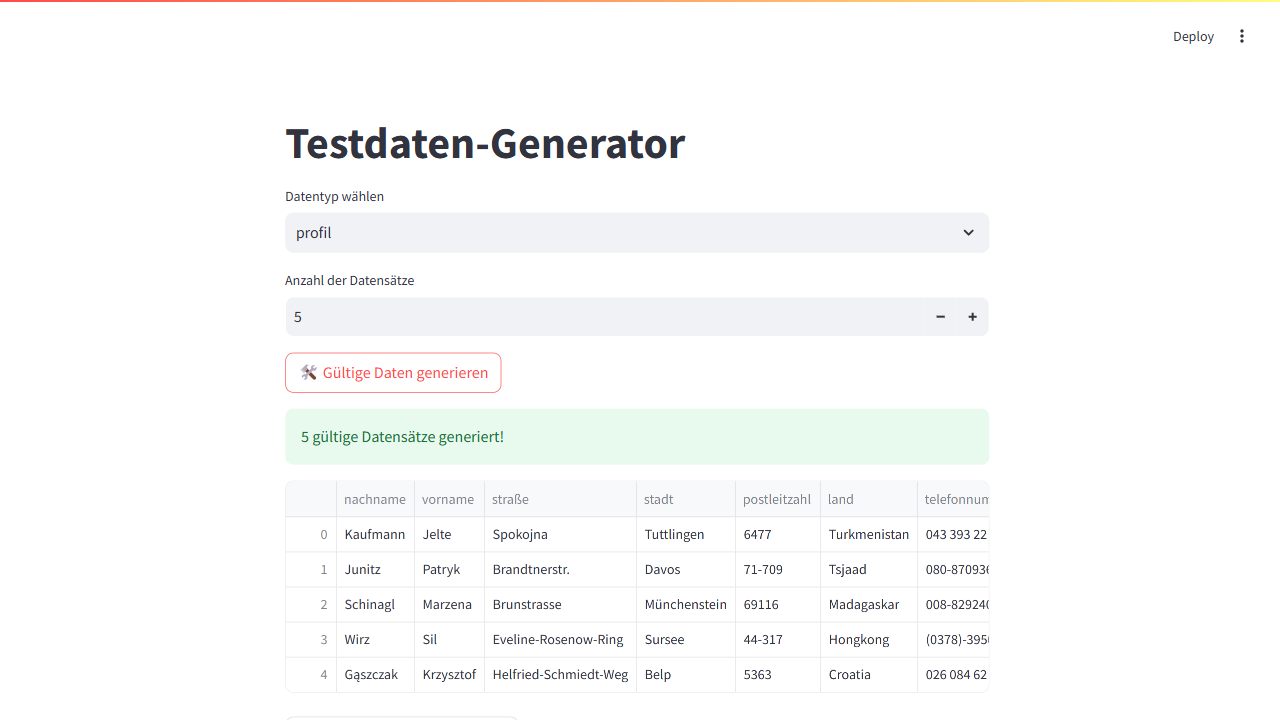 Deploy
Testdaten-Generator
Datentyp wählen
profil
Anzahl der Datensätze
5
Gültige Daten generieren
5 gültige Datensätze generiert!
nachname vorname straße stadt postleitzahl land telefonnum
0 Kaufmann Jelte Spokojna Tuttlingen 6477 Turkmenistan 043 393 22
1 Junitz Patryk Brandtnerstr. Davos 71-709 Tsjaad 080-870936
2 Schinagl Marzena Brunstrasse Münchenstein 69116 Madagaskar 008-829240
3 Wirz Sil Eveline-Rosenow-Ring Sursee 44-317 Hongkong (0378)-3950
4 Gąszczak Krzysztof Helfried-Schmiedt-Weg Belp 5363 Croatia 026 084 62